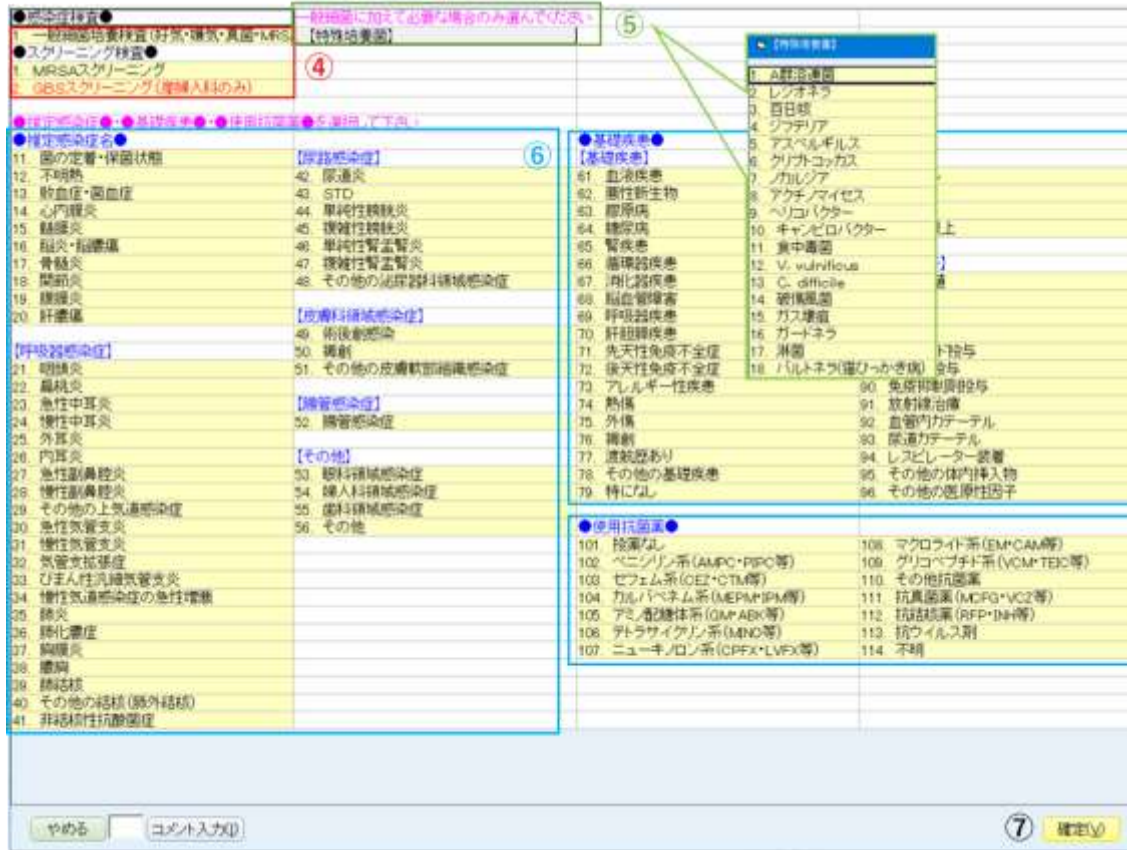 ●感染症検査●
一般細菌に加えて必要な場合のみ選んでください
⑤
1. 一般細菌培養検査(好気・嫌気・真菌・MRS
【特殊培養菌】
●スクリーニング検査●
④
1. MRSAスクリーニング
2. GBSスクリーニング(産婦人科のみ)
【特殊培養菌】
1. A群溶連菌
2. レジオネラ
3. 百日咳
4. ジフテリア
5. アスペルギルス
6. クリプトコッカス
7. ノカルジア
8. アクチノマイセス
9. ヘリコバクター
10. キャンピロバクター
11. 食中毒菌
12. V. vulnificus
13. C. difficile
14. 破傷風菌
15. ガス壊疽
16. ガードネラ
17. 淋菌
18. バルトネラ(猫ひっかき病)
●推定感染症●・●基礎疾患●・●使用抗菌薬●を選択して下さい
⑥
●推定感染症名●
11. 菌の定着・保菌状態
12. 不明熱
13. 敗血症・菌血症
14. 心内膜炎
15. 髄膜炎
16. 脳炎・脳膿瘍
17. 骨髄炎
18. 関節炎
19. 腹膜炎
20. 肝膿瘍
【呼吸器感染症】
21. 咽頭炎
22. 扁桃炎
23. 急性中耳炎
24. 慢性中耳炎
25. 外耳炎
26. 内耳炎
27. 急性副鼻腔炎
28. 慢性副鼻腔炎
29. その他の上気道感染症
30. 急性気管支炎
31. 慢性気管支炎
32. 気管支拡張症
33. びまん性汎細気管支炎
34. 慢性気道感染症の急性増悪
35. 肺炎
36. 肺化膿症
37. 胸膜炎
38. 膿胸
39. 肺結核
40. その他の結核(肺外結核)
41. 非結核性抗酸菌症
【尿路感染症】
42. 尿道炎
43. STD
44. 単純性膀胱炎
45. 複雑性膀胱炎
46. 単純性腎盂腎炎
47. 複雑性腎盂腎炎
48. その他の泌尿器科領域感染症
【皮膚科領域感染症】
49. 術後創感染
50. 褥創
51. その他の皮膚軟部組織感染症
【腸管感染症】
52. 腸管感染症
【その他】
53. 眼科領域感染症
54. 婦人科領域感染症
55. 歯科領域感染症
56. その他
●基礎疾患●
【基礎疾患】
61. 血液疾患
62. 悪性新生物
63. 膠原病
64. 糖尿病
65. 腎疾患
66. 循環器疾患
67. 消化器疾患
68. 脳血管障害
69. 呼吸器疾患
70. 肝胆膵疾患
71. 先天性免疫不全症
72. 後天性免疫不全症
73. アレルギー性疾患
74. 熱傷
75. 外傷
76. 褥創
77. 渡航歴あり
78. その他の基礎疾患
79. 特になし
以上
ド投与
投与
90. 免疫抑制剤投与
91. 放射線治療
92. 血管内カテーテル
93. 尿道カテーテル
94. レスピレーター装着
95. その他の体内挿入物
96. その他の医原性因子
●使用抗菌薬●
101. 投薬なし
102. ペニシリン系(AMPC・PIPC等)
103. セフェム系(CEZ・CTM等)
104. カルバペネム系(MEPM・IPM等)
105. アミノ配糖体系(GM・ABK等)
106. テトラサイクリン系(MINO等)
107. ニューキノロン系(CPFX・LVFX等)
108. マクロライド系(EM・CAM等)
109. グリコペプチド系(VCM・TEIC等)
110. その他抗菌薬
111. 抗真菌薬(MCFG・VCZ等)
112. 抗結核薬(RFP・INH等)
113. 抗ウイルス剤
114. 不明
やめる
コメント入力(J)
⑦
確定(V)